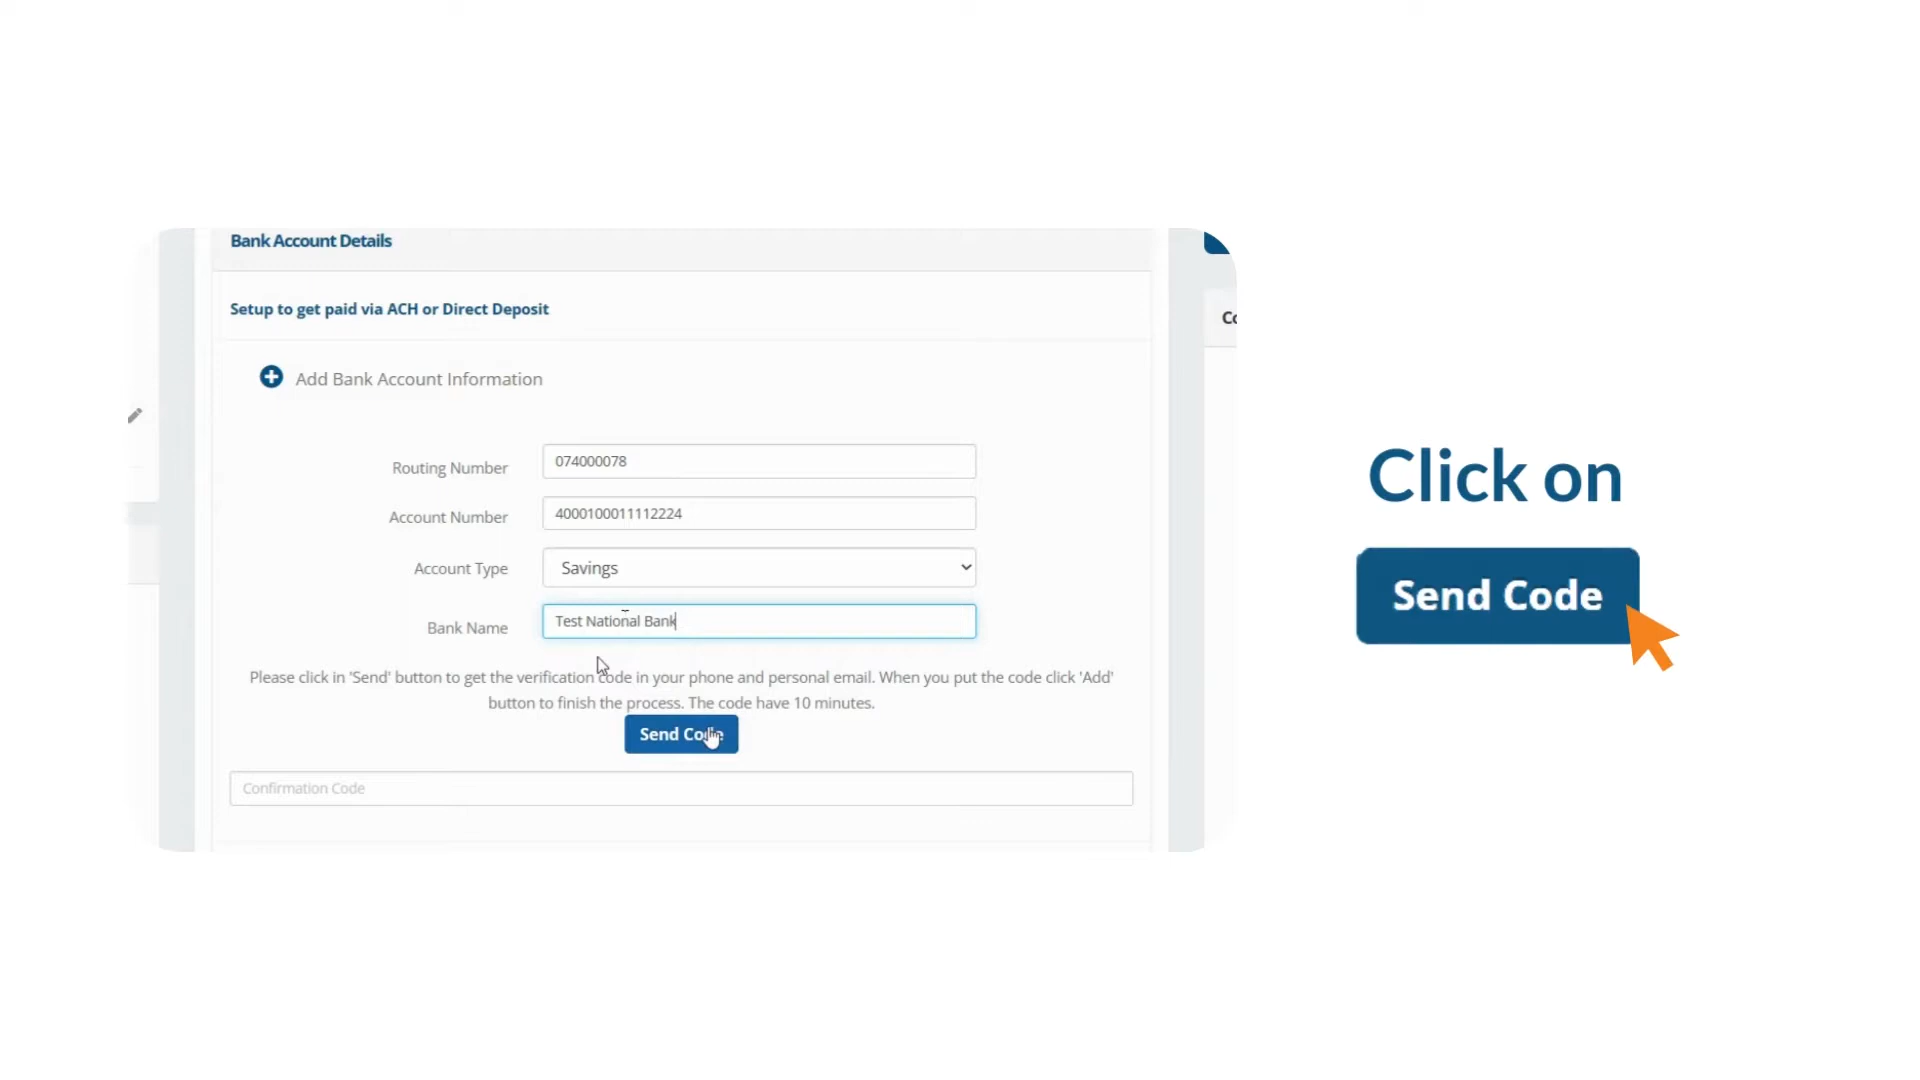 Bank Account Details
Setup to get paid via ACH or Direct Deposit
Add Bank Account Information
Routing Number 074000078
Account Number 4000100011112224
Account Type Savings
Bank Name Test National Bank
Please click in 'Send' button to get the verification code in your phone and personal email. When you put the code click 'Add'
button to finish the process. The code have 10 minutes.
Send Code
Confirmation Code
Click on
Send Code